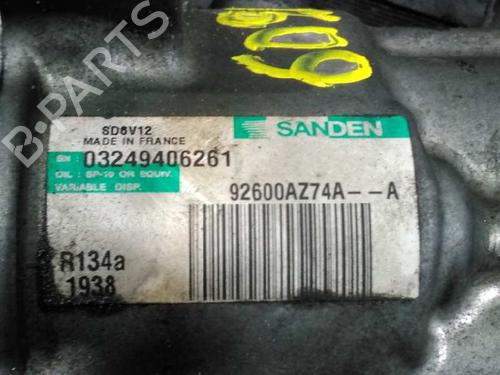 SD6V12
MADE IN FRANCE
SANDEN
SN : 03249406261
OIL : SP-10 OR EQUIV.
VARIABLE DISP.
92600AZ74A--A
R134a
1938
B-PARTS